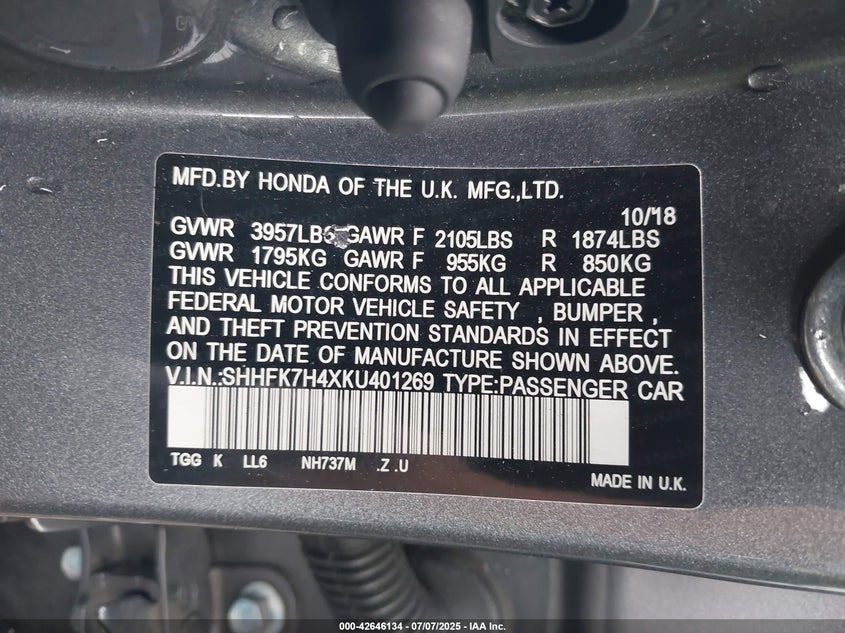 MFD.BY HONDA OF THE U.K. MFG.,LTD.
10/'18
GVWR 3957LBS GAWR F 2105LBS R 1874LBS
GVWR 1795KG GAWR F 955KG R 850KG
THIS VEHICLE CONFORMS TO ALL APPLICABLE
FEDERAL MOTOR VEHICLE SAFETY , BUMPER ,
AND THEFT PREVENTION STANDARDS IN EFFECT
ON THE DATE OF MANUFACTURE SHOWN ABOVE.
V.I.N.:SHHFK7H4XKU401269 TYPE:PASSENGER CAR
TGG K LL6 NH737M .Z .U
MADE IN U.K.
000-42646134 / 07/07/2025 - IAA Inc.